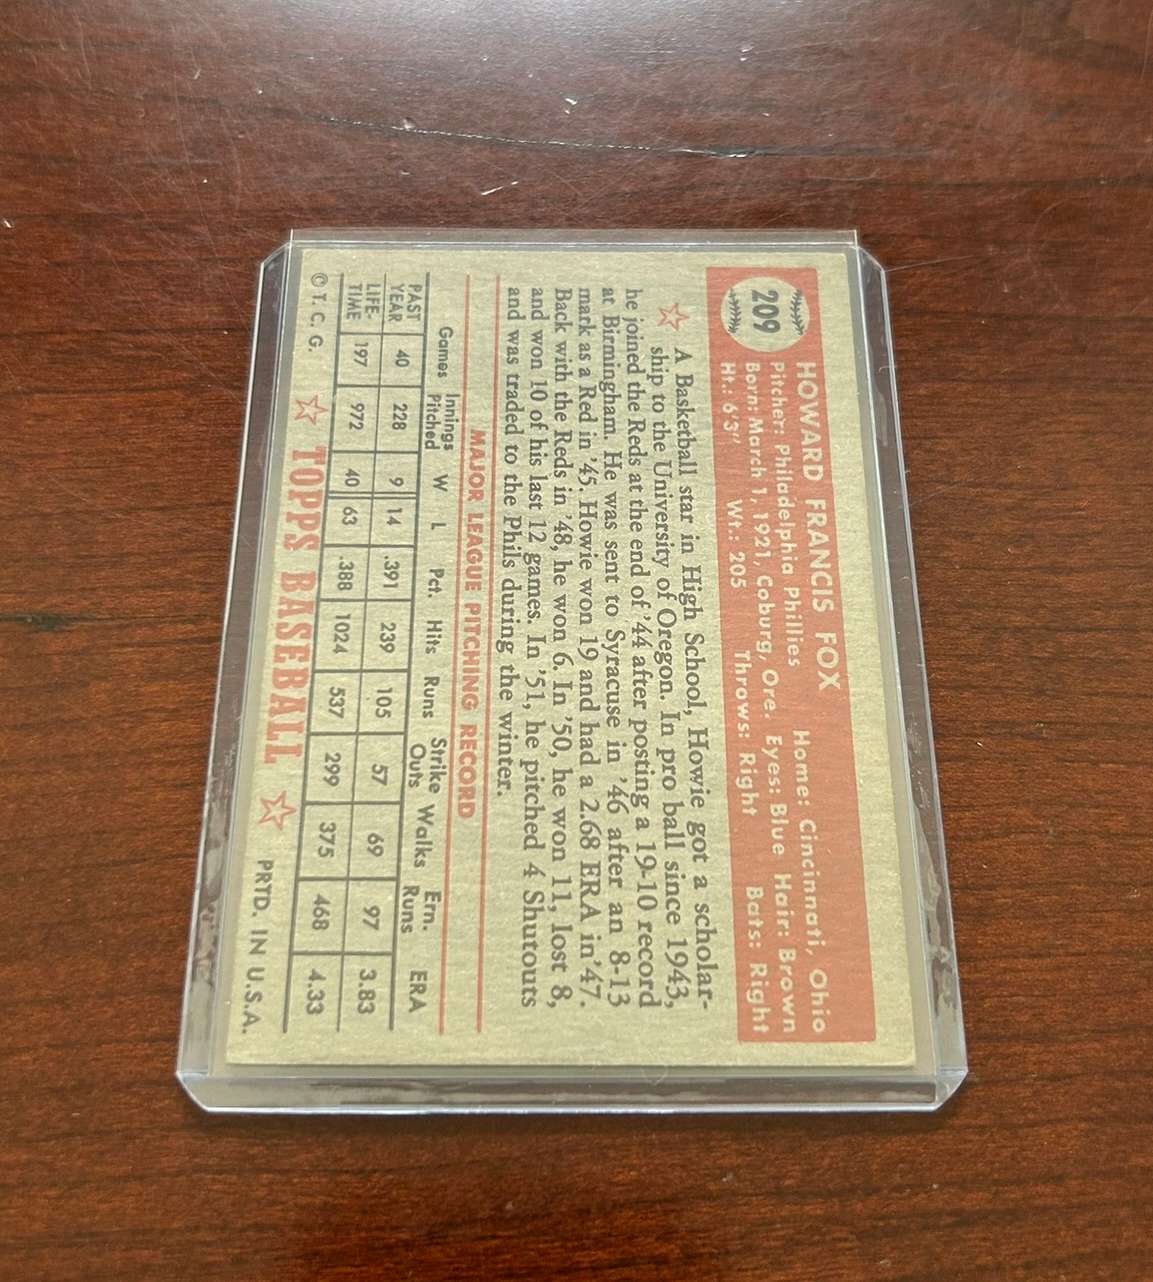 209
HOWARD FRANCIS FOX
Pitcher: Philadelphia Phillies Home: Cincinnati, Ohio
Born: March 1, 1921, Coburg, Ore. Eyes: Blue Hair: Brown
Ht.: 6'3" Wt.: 205 Throws: Right Bats: Right
A Basketball star in High School, Howie got a scholar-
ship to the University of Oregon. In pro ball since 1943,
he joined the Reds at the end of '44 after posting a 19-10 record
at Birmingham. He was sent to Syracuse in '46 after an 8-13
mark as a Red in '45. Howie won 19 and had a 2.68 ERA in '47.
Back with the Reds in '48, he won 6. In '50, he won 11, lost 8,
and won 10 of his last 12 games. In '51, he pitched 4 Shutouts
and was traded to the Phils during the winter.
MAJOR LEAGUE PITCHING RECORD
Games Innings Pitched W L Pct. Hits Runs Strike Outs Walks Ern. Runs ERA
PAST YEAR 40 228 9 14 .391 239 105 57 69 97 3.83
LIFE-TIME 197 972 40 63 .388 1024 537 299 375 468 4.33
© T. C. G. TOPPS BASEBALL PRTD. IN U.S.A.